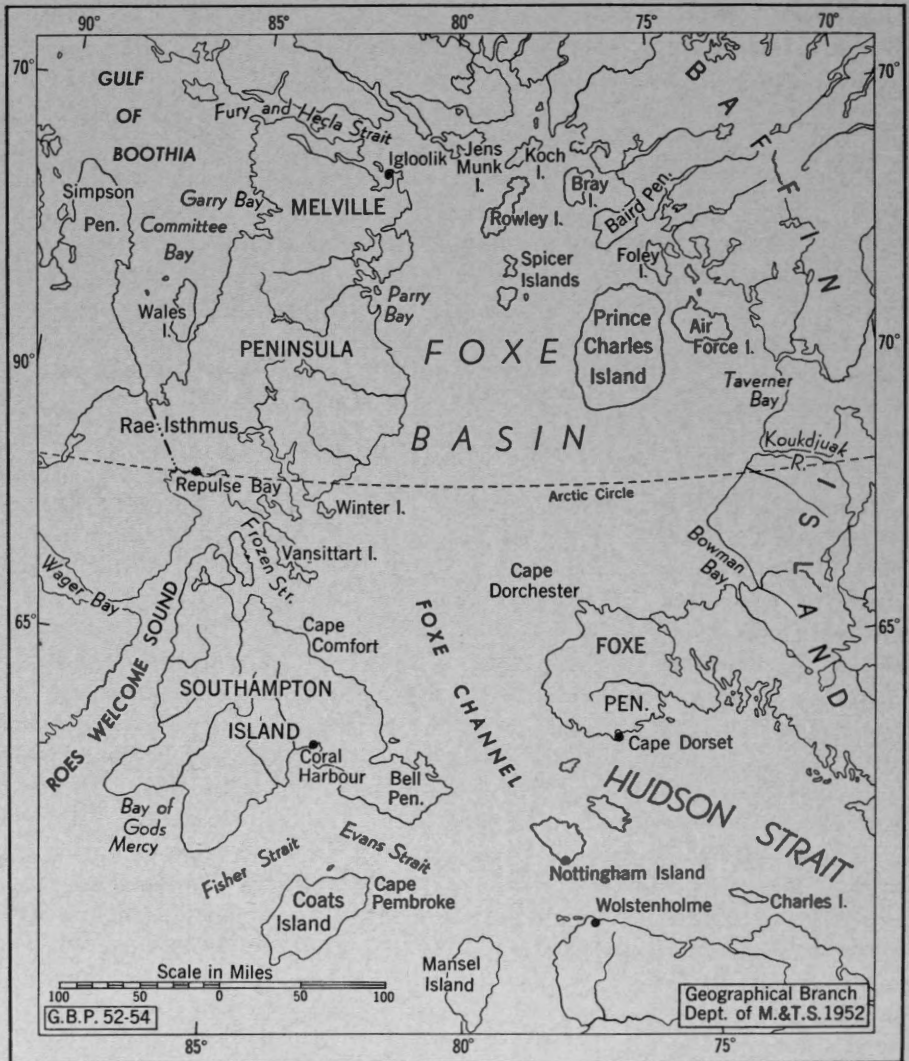 90° 85° 80° 75° 70°
70° 70°
GULF
OF
BOOTHIA
Fury and Hecla Strait
Igloolik
Jens
Munk
I.
Koch
I.
Bray
I.
Baird Pen.
BAFFIN
Simpson
Pen.
Garry Bay
MELVILLE
Rowley I.
Committee
Bay
Spicer
Islands
Foley
I.
Wales
I.
Parry
Bay
Prince
Charles
Island
Air
Force I.
90° 70°
PENINSULA
FOXE
Taverner
Bay
Rae Isthmus
BASIN
Koukdjuak
R.
Repulse Bay
Arctic Circle
Winter I.
ISLAND
Frozen Str.
Vansittart I.
Bowman
Bay
Wager Bay
Cape
Dorchester
65° 65°
ROES WELCOME SOUND
Cape
Comfort
FOXE
CHANNEL
FOXE
PEN.
SOUTHAMPTON
ISLAND
Coral
Harbour
Cape Dorset
Bell
Pen.
HUDSON STRAIT
Bay of
Gods
Mercy
Fisher Strait
Evans Strait
Nottingham Island
Coats
Island
Cape
Pembroke
Charles I.
Wolstenholme
Mansel
Island
Scale in Miles
100 50 0 50 100
G.B.P. 52-54
Geographical Branch
Dept. of M.&T.S. 1952
85° 80° 75°